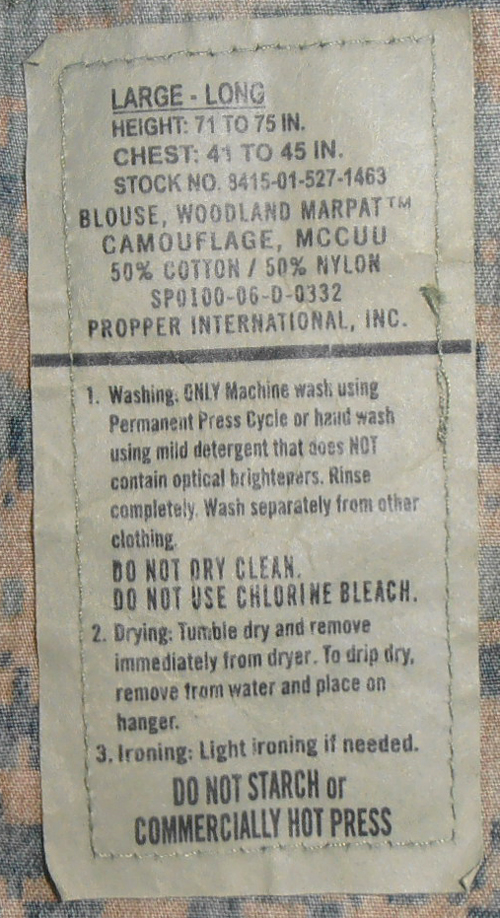 LARGE - LONG
HEIGHT: 71 TO 75 IN.
CHEST: 41 TO 45 IN.
STOCK NO. 8415-01-527-1463
BLOUSE, WOODLAND MARPAT™
CAMOUFLAGE, MCCUU
50% COTTON / 50% NYLON
SP0100-06-D-0332
PROPPER INTERNATIONAL, INC.
1. Washing: ONLY Machine wash using
Permanent Press Cycle or hand wash
using mild detergent that does NOT
contain optical brighteners. Rinse
completely. Wash separately from other
clothing.
DO NOT DRY CLEAN.
DO NOT USE CHLORINE BLEACH.
2. Drying: Tumble dry and remove
immediately from dryer. To drip dry,
remove from water and place on
hanger.
3. Ironing: Light ironing if needed.
DO NOT STARCH or
COMMERCIALLY HOT PRESS